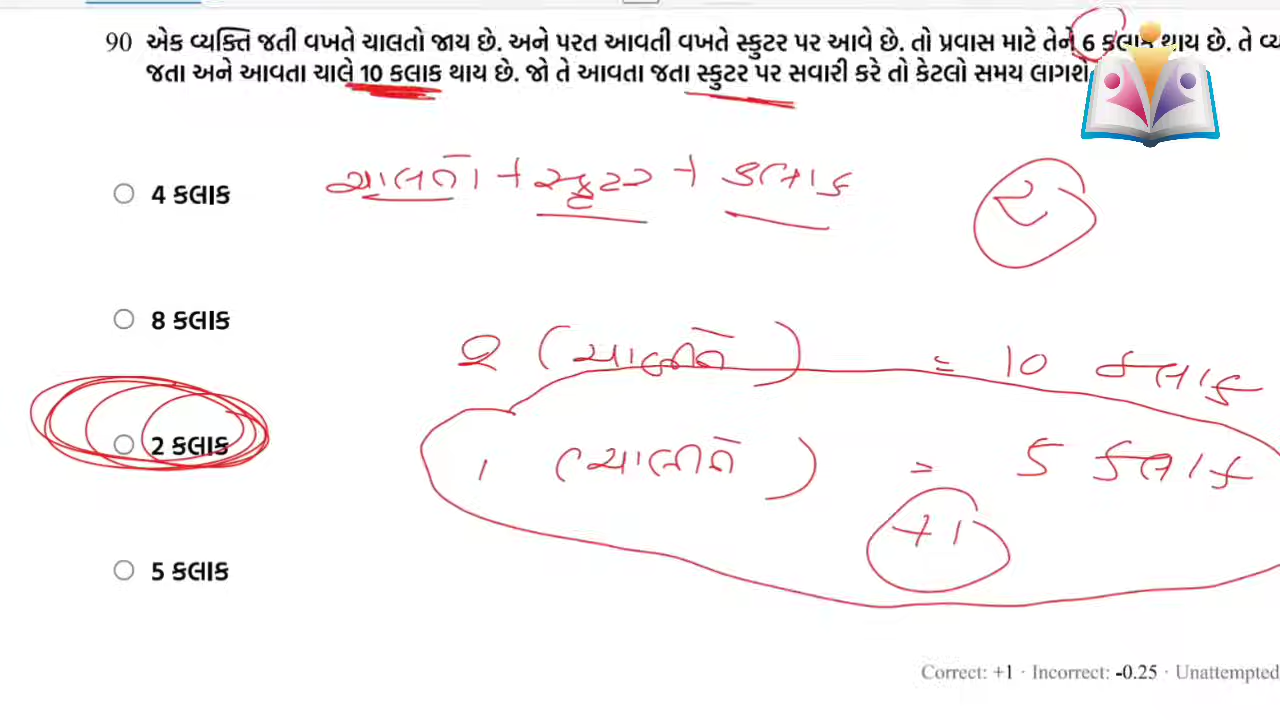 90 એક વ્યક્તિ જતી વખતે ચાલતો જાય છે. અને પરત આવતી વખતે સ્કુટર પર આવે છે. તો પ્રવાસ માટે તેને 6 કલાક થાય છે. તે
જતા અને આવતા ચાલે 10 કલાક થાય છે. જો તે આવતા જતા સ્કુટર પર સવારી કરે તો કેટલો સમય લાગશે
4 કલાક
ચાલતા + સ્કુટર + કલાક
2
8 કલાક
2 (ચાલીને) = 10 કલાક
2 કલાક
1 (ચાલીને) = 5 કલાક
+1
5 કલાક
Correct: +1 · Incorrect: -0.25 · Unattempted